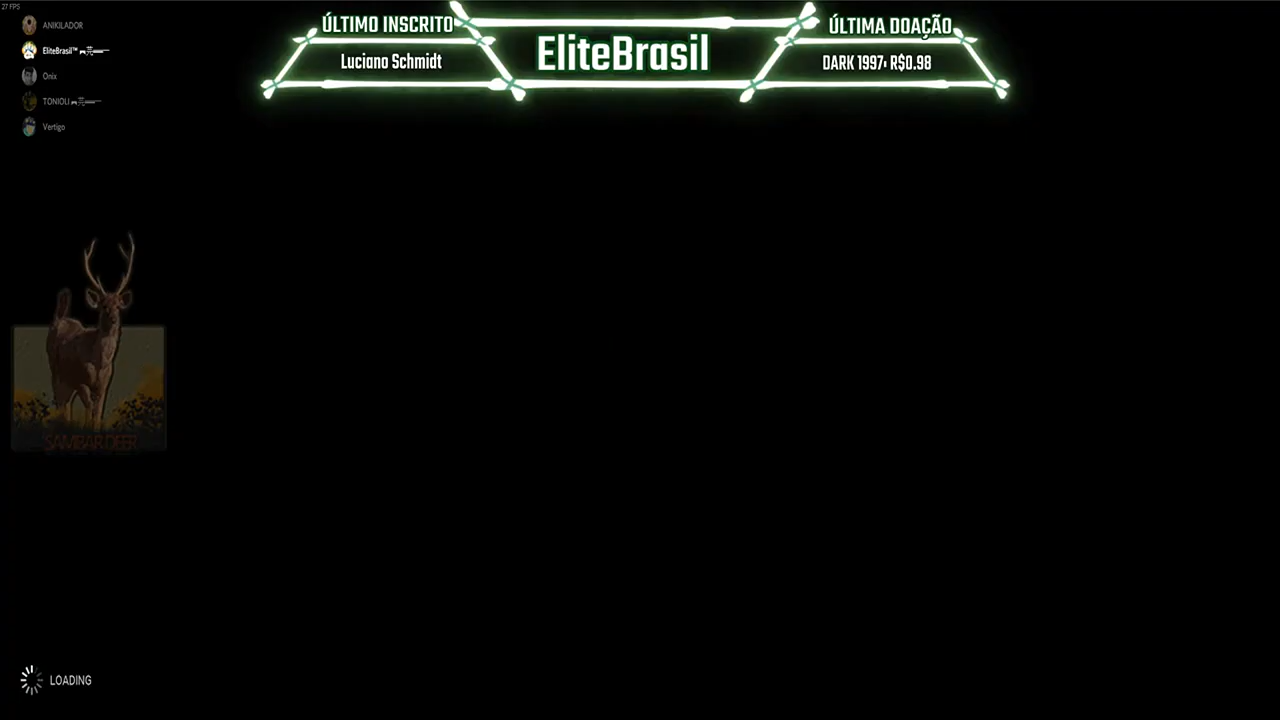 27 FPS
ANIKILADOR
EliteBrasil™
Onix
TONIOLI
Vertigo
ÚLTIMO INSCRITO
Luciano Schmidt
EliteBrasil
ÚLTIMA DOAÇÃO
DARK 1997: R$0.98
SAMBAR DEER
LOADING